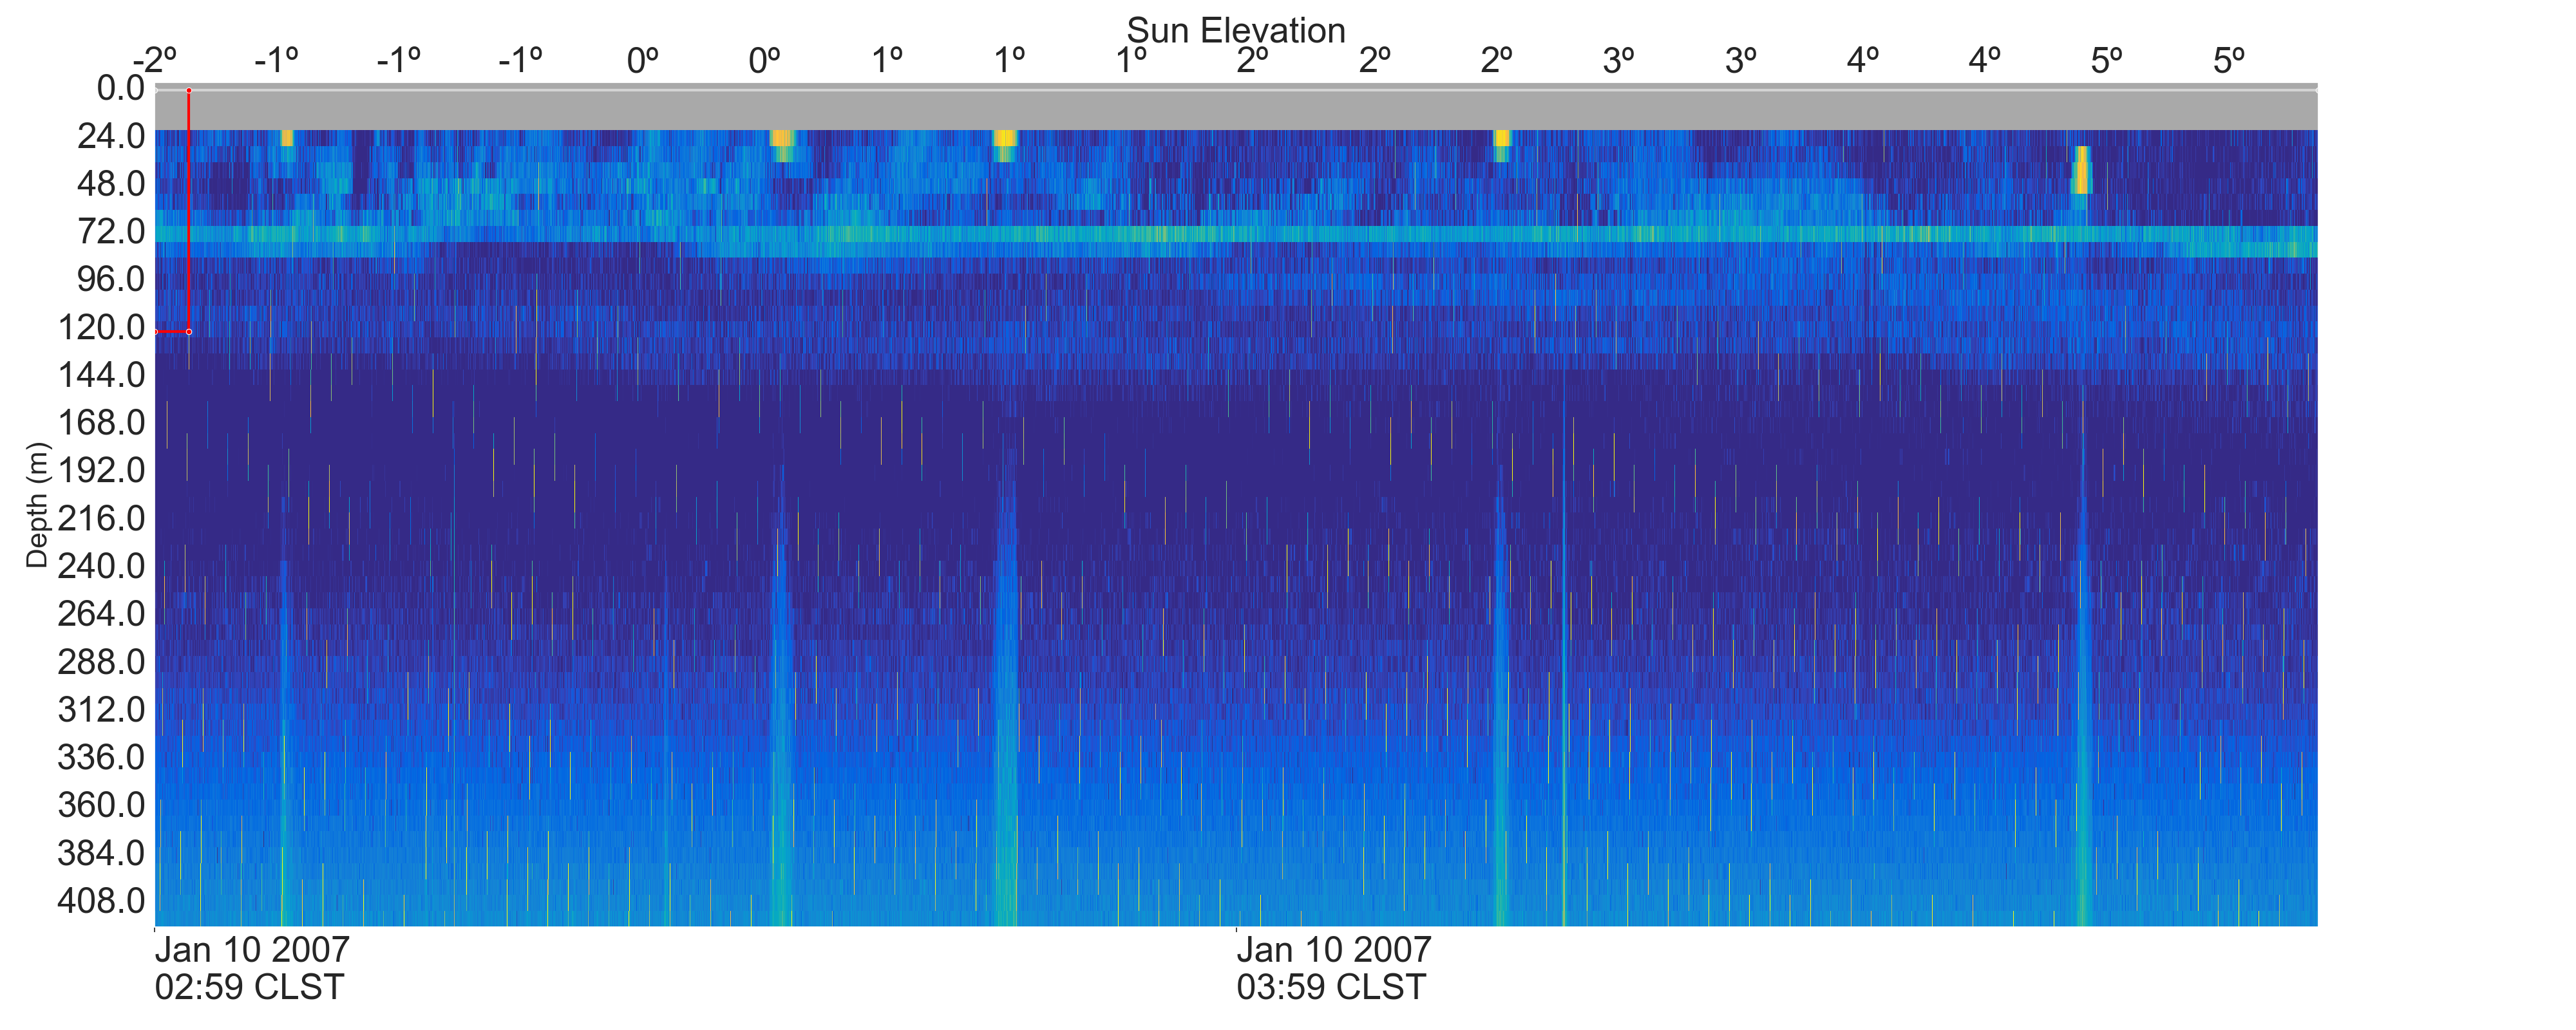 Sun Elevation
-2º -1º -1º -1º 0º 0º 1º 1º 1º 2º 2º 2º 3º 3º 4º 4º 5º 5º
0.0
24.0
48.0
72.0
96.0
120.0
144.0
168.0
192.0
216.0
240.0
264.0
288.0
312.0
336.0
360.0
384.0
408.0
Depth (m)
Jan 10 2007
02:59 CLST
Jan 10 2007
03:59 CLST